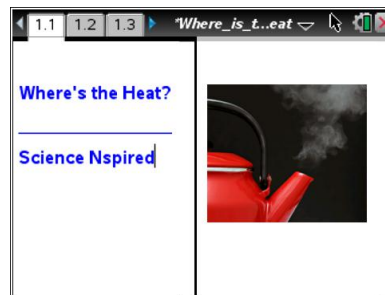 1.1 1.2 1.3 *Where_is_t...eat
Where's the Heat?
Science Nspired